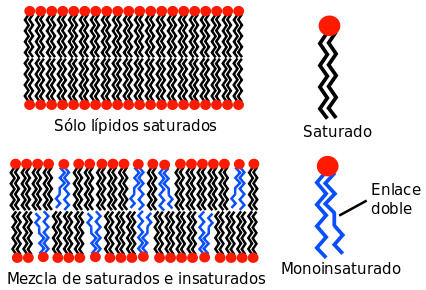 Sólo lípidos saturados
Saturado
Enlace
doble
Monoinsaturado
Mezcla de saturados e insaturados